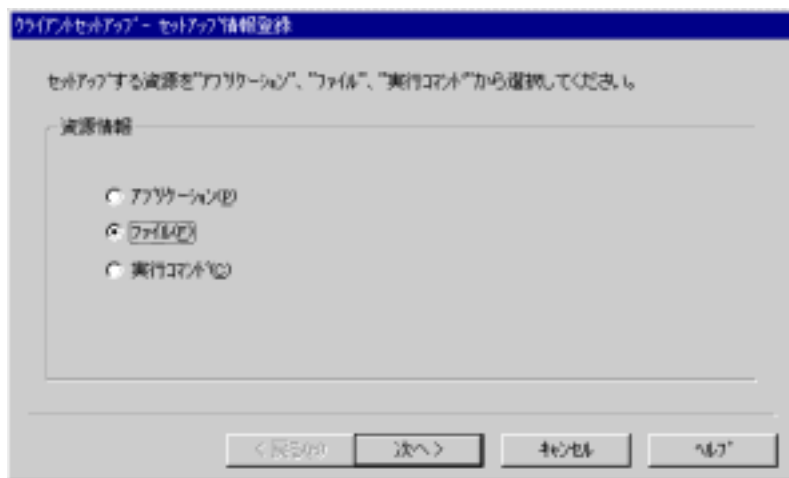 クライアントセットアップ - セットアップ情報登録
セットアップする資源を"アプリケーション"、"ファイル"、"実行コマンド"から選択してください。
資源情報
アプリケーション(P)
ファイル(F)
実行コマンド(C)
< 戻る(B)
次へ >
キャンセル
ヘルプ